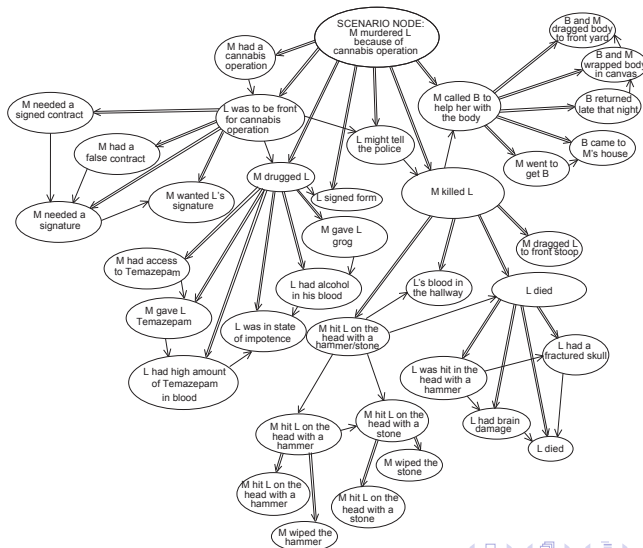 SCENARIO NODE:
M murdered L
because of
cannabis operation
M had a
cannabis
operation
B and M
dragged body
to front yard
B and M
wrapped body
in canvas
M needed a
signed contract
L was to be front
for cannabis
operation
M called B to
help her with
the body
B returned
late that night
M had a
false contract
L might tell
the police
B came to
M's house
M drugged L
M went to
get B
M needed a
signature
M wanted L's
signature
L signed form
M killed L
M gave L
grog
M dragged L
to front stoop
M had access
to Temazepam
L had alcohol
in his blood
L's blood in
the hallway
L died
M gave L
Temazepam
L was in state
of impotence
M hit L on the
head with a
hammer/stone
L had a
fractured skull
L had high amount
of Temazepam
in blood
L was hit in the
head with a
hammer
L had brain
damage
L died
M hit L on the
head with a
hammer
M hit L on the
head with a
stone
M wiped the stone
M hit L on the
head with a
hammer
M hit L on the
head with a
stone
M wiped the
hammer